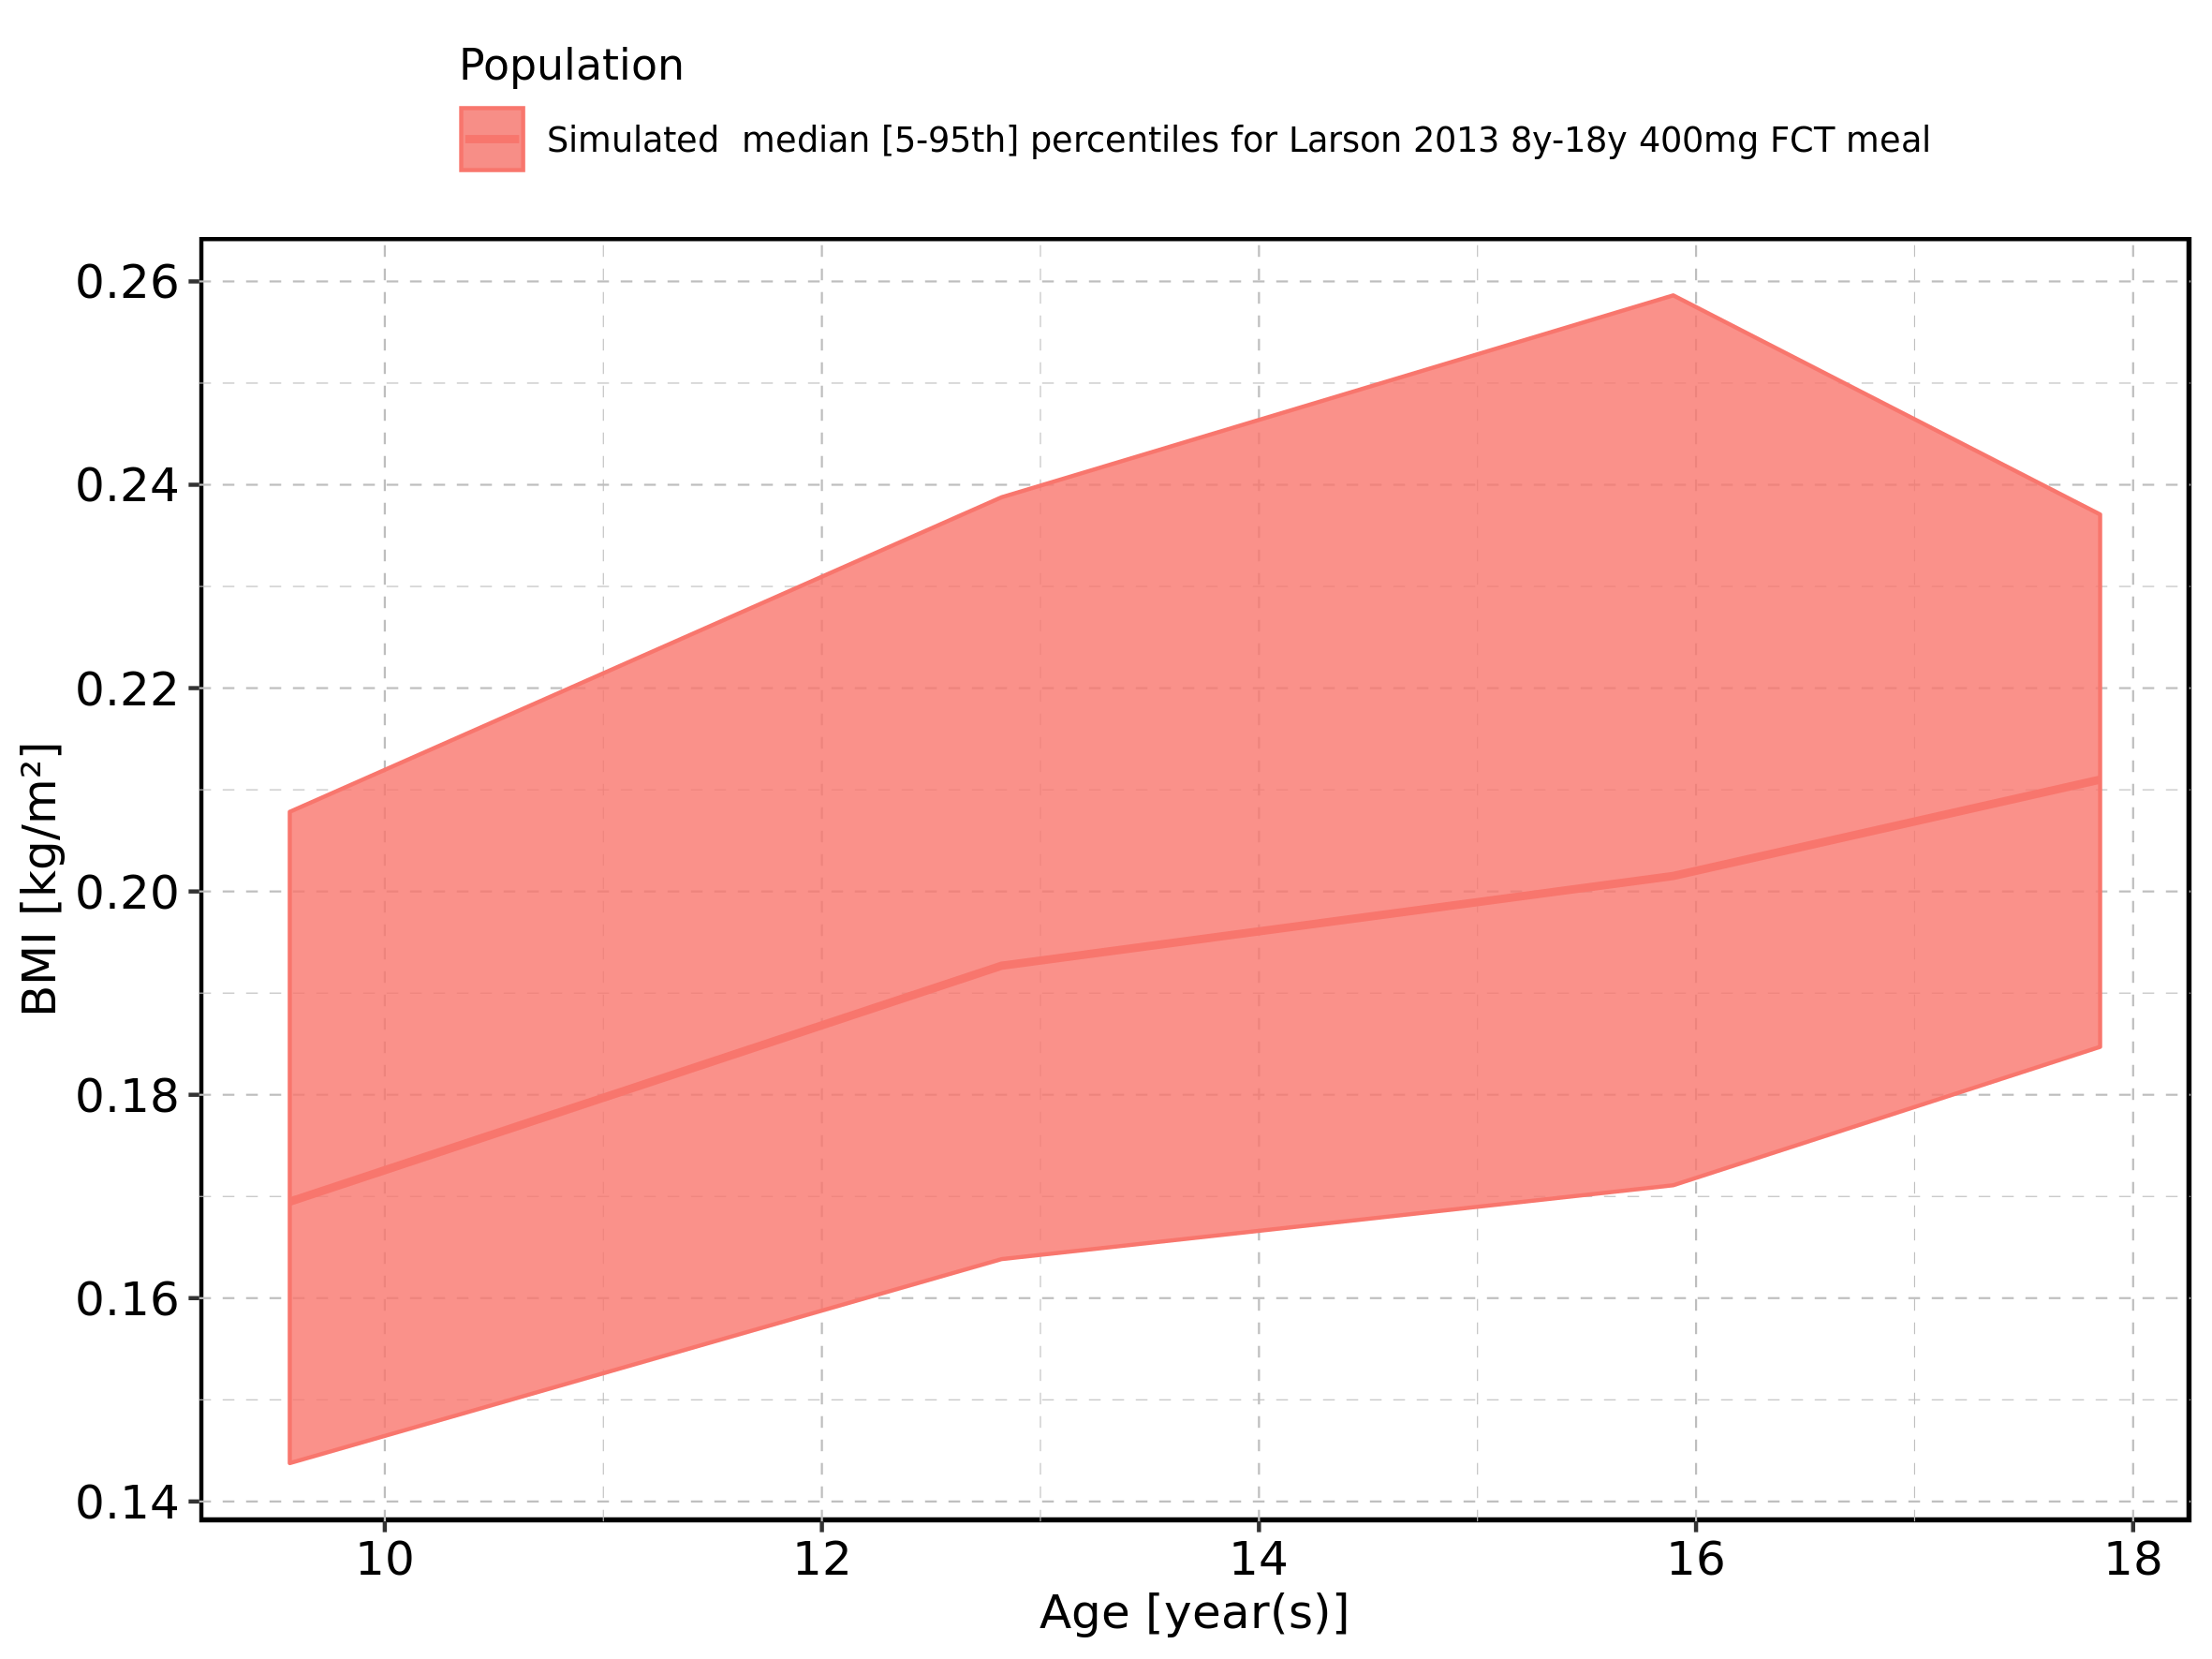 Population
Simulated  median [5-95th] percentiles for Larson 2013 8y-18y 400mg FCT meal
0.26
0.24
0.22
0.20
0.18
0.16
0.14
BMI [kg/m²]
10 12 14 16 18
Age [year(s)]